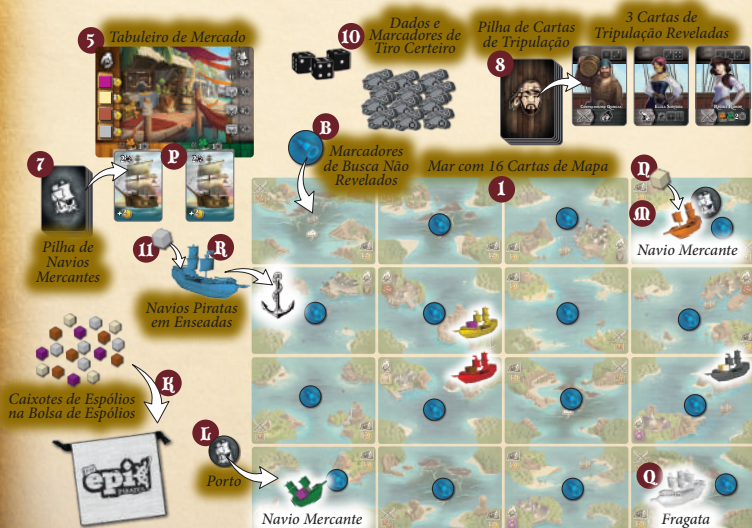 5
Tabuleiro de Mercado
10
Dados e
Marcadores de
Tiro Certeiro
Pilha de Cartas
de Tripulação
8
3 Cartas de
Tripulação Reveladas
7
P
B
Marcadores
de Busca Não
Revelados
Mar com 16 Cartas de Mapa
1
N
M
Navio Mercante
Pilha de
Navios
Mercantes
11
R
Navios Piratas
em Enseadas
Caixotes de Espólios
na Bolsa de Espólios
K
L
Porto
epic
PIRATES
Navio Mercante
Q
Fragata